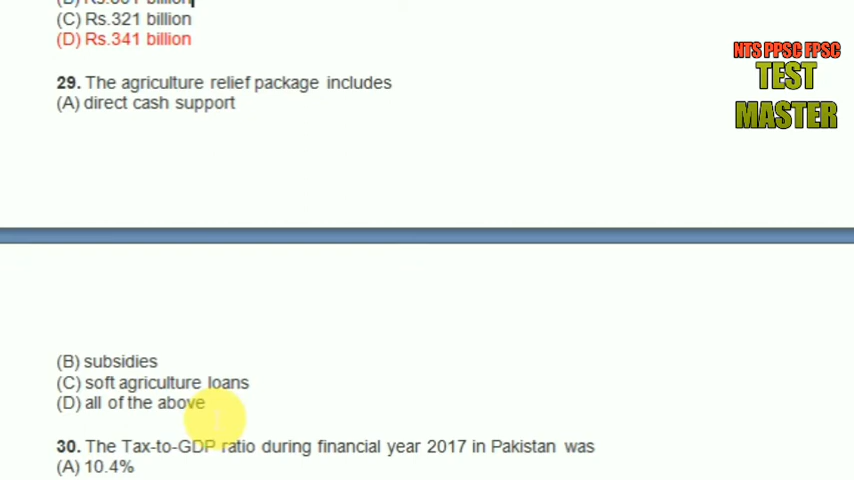 (C) Rs.321 billion
(D) Rs.341 billion
NTS PPSC FPSC
TEST
MASTER
29. The agriculture relief package includes
(A) direct cash support
(B) subsidies
(C) soft agriculture loans
(D) all of the above
30. The Tax-to-GDP ratio during financial year 2017 in Pakistan was
(A) 10.4%